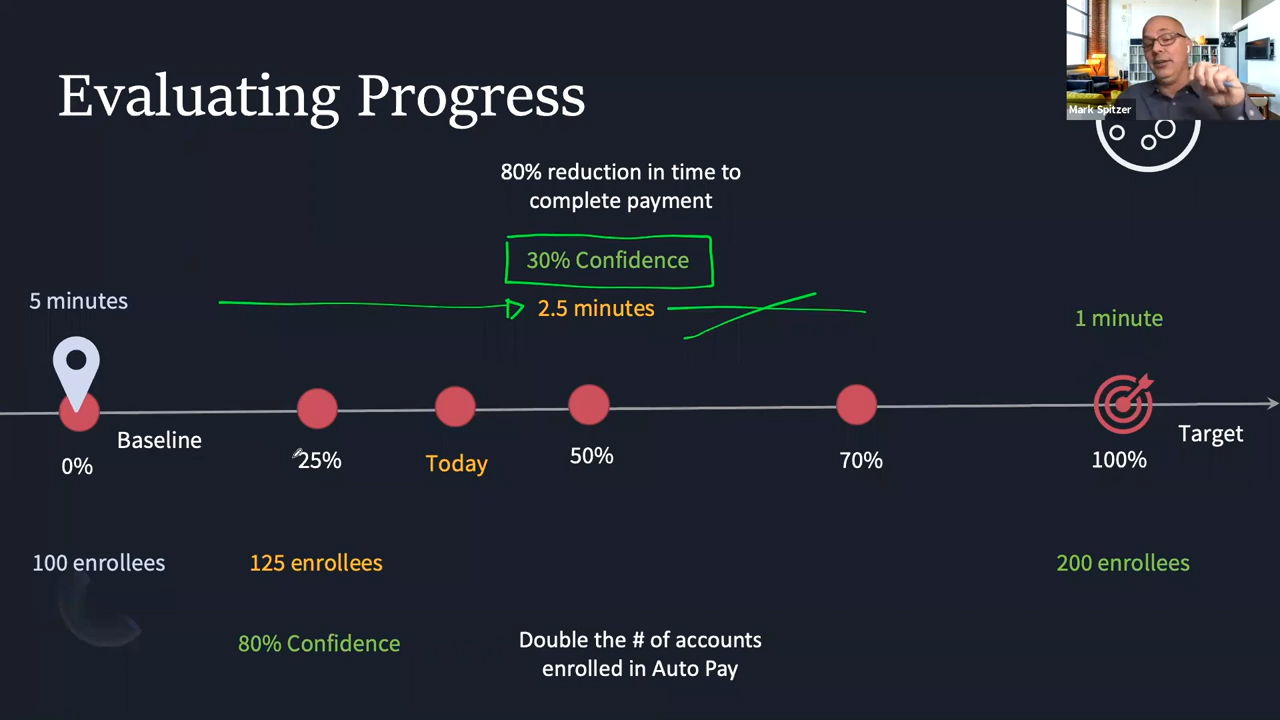 Evaluating Progress
Mark Spitzer
80% reduction in time to
complete payment
30% Confidence
5 minutes
2.5 minutes
1 minute
Baseline
Target
0%
25%
Today
50%
70%
100%
100 enrollees
125 enrollees
200 enrollees
80% Confidence
Double the # of accounts
enrolled in Auto Pay